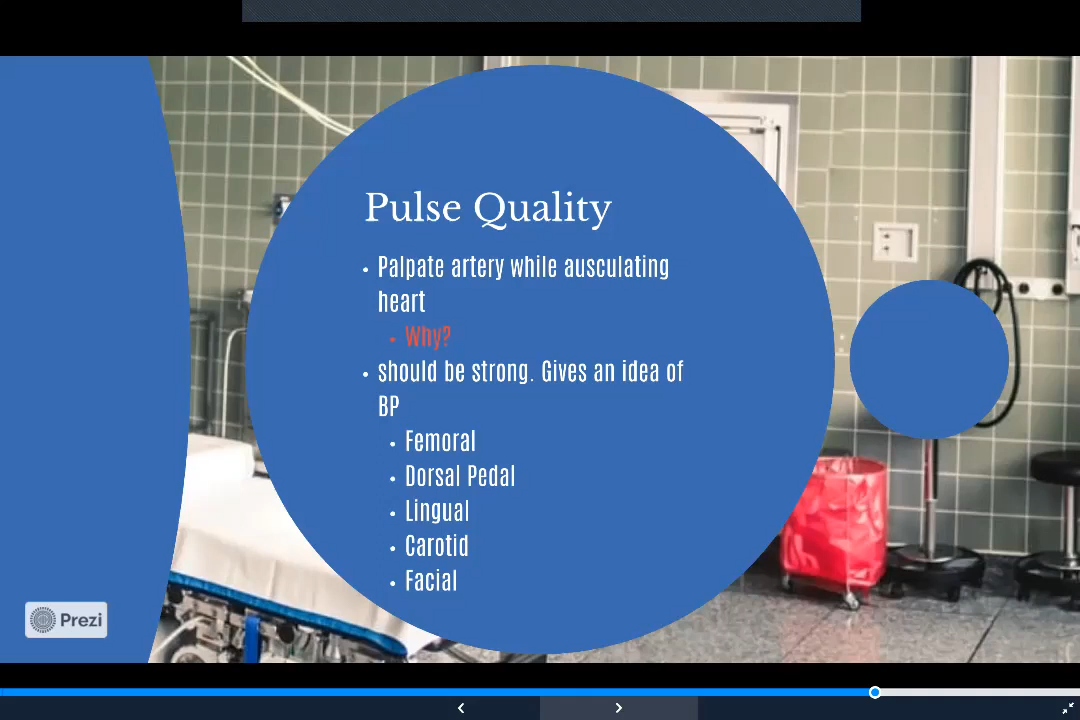 Pulse Quality
• Palpate artery while ausculating
heart
• Why?
• should be strong. Gives an idea of
BP
• Femoral
• Dorsal Pedal
• Lingual
• Carotid
• Facial
Prezi